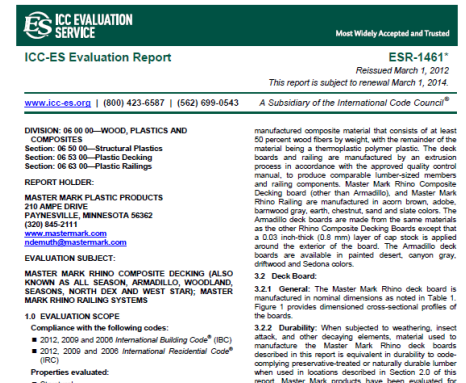 ICC EVALUATION
SERVICE
Most Widely Accepted and Trusted
ICC-ES Evaluation Report
ESR-1461*
Reissued March 1, 2012
This report is subject to renewal March 1, 2014.
www.icc-es.org | (800) 423-6587 | (562) 699-0543
A Subsidiary of the International Code Council®
DIVISION: 06 00 00—WOOD, PLASTICS AND
COMPOSITES
Section: 06 50 00—Structural Plastics
Section: 06 53 00—Plastic Decking
Section: 06 63 00—Plastic Railings
REPORT HOLDER:
MASTER MARK PLASTIC PRODUCTS
210 AMPE DRIVE
PAYNESVILLE, MINNESOTA 56362
(320) 845-2111
www.mastermark.com
ndemuth@mastermark.com
EVALUATION SUBJECT:
MASTER MARK RHINO COMPOSITE DECKING (ALSO
KNOWN AS ALL SEASON, ARMADILLO, WOODLAND,
SEASONS, NORTH DEX AND WEST STAR); MASTER
MARK RHINO RAILING SYSTEMS
1.0 EVALUATION SCOPE
Compliance with the following codes:
■ 2012, 2009 and 2006 International Building Code® (IBC)
■ 2012, 2009 and 2006 International Residential Code®
(IRC)
Properties evaluated:
manufactured composite material that consists of at least
50 percent wood fibers by weight, with the remainder of the
material being a thermoplastic polymer plastic. The deck
boards and railing are manufactured by an extrusion
process in accordance with the approved quality control
manual, to produce comparable lumber-sized members
and railing components. Master Mark Rhino Composite
Decking board (other than Armadillo), and Master Mark
Rhino Railing are manufactured in acorn brown, adobe,
barnwood gray, earth, chestnut, sand and slate colors. The
Armadillo deck boards are made from the same materials
as the other Rhino Composite Decking Boards except that
a 0.03 inch-thick (0.8 mm) layer of cap stock is applied
around the exterior of the board. The Armadillo deck
boards are available in painted desert, canyon gray,
driftwood and Sedona colors.
3.2 Deck Board:
3.2.1 General: The Master Mark Rhino deck board is
manufactured in nominal dimensions as noted in Table 1.
Figure 1 provides dimensioned cross-sectional profiles of
the boards.
3.2.2 Durability: When subjected to weathering, insect
attack, and other decaying elements, material used to
manufacture the Master Mark Rhino deck boards
described in this report is equivalent in durability to code-
complying preservative-treated or naturally durable lumber
when used in locations described in Section 2.0 of this
report. Master Mark products have been evaluated for